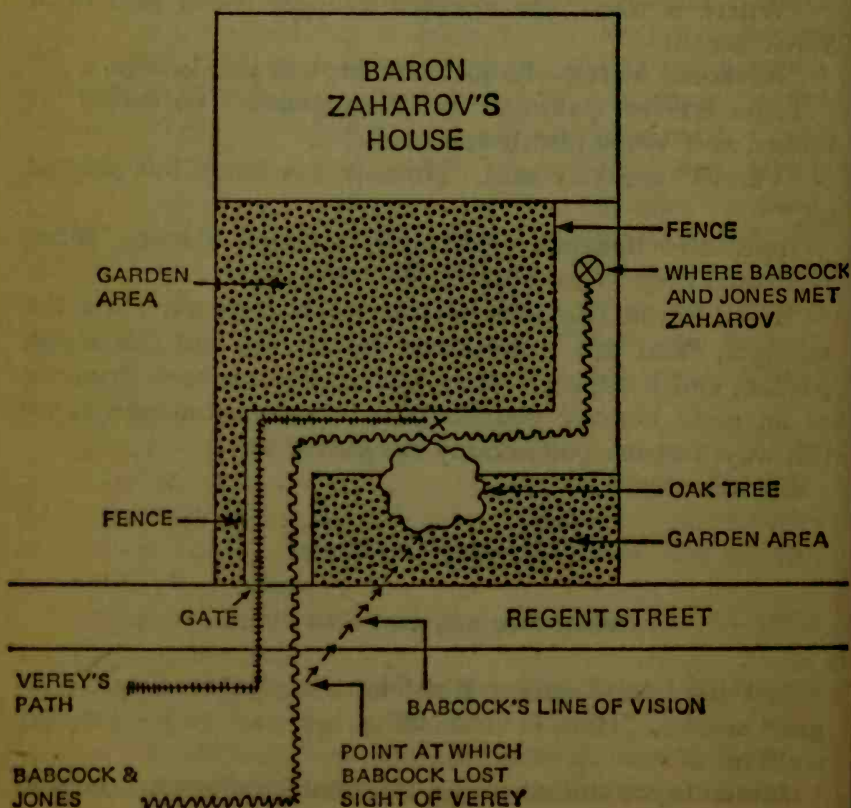 BARON
ZAHAROV'S
HOUSE
FENCE
GARDEN
AREA
WHERE BABCOCK
AND JONES MET
ZAHAROV
X
OAK TREE
FENCE
GARDEN AREA
GATE
REGENT STREET
VEREY'S
PATH
BABCOCK'S LINE OF VISION
POINT AT WHICH
BABCOCK LOST
SIGHT OF VEREY
BABCOCK &
JONES